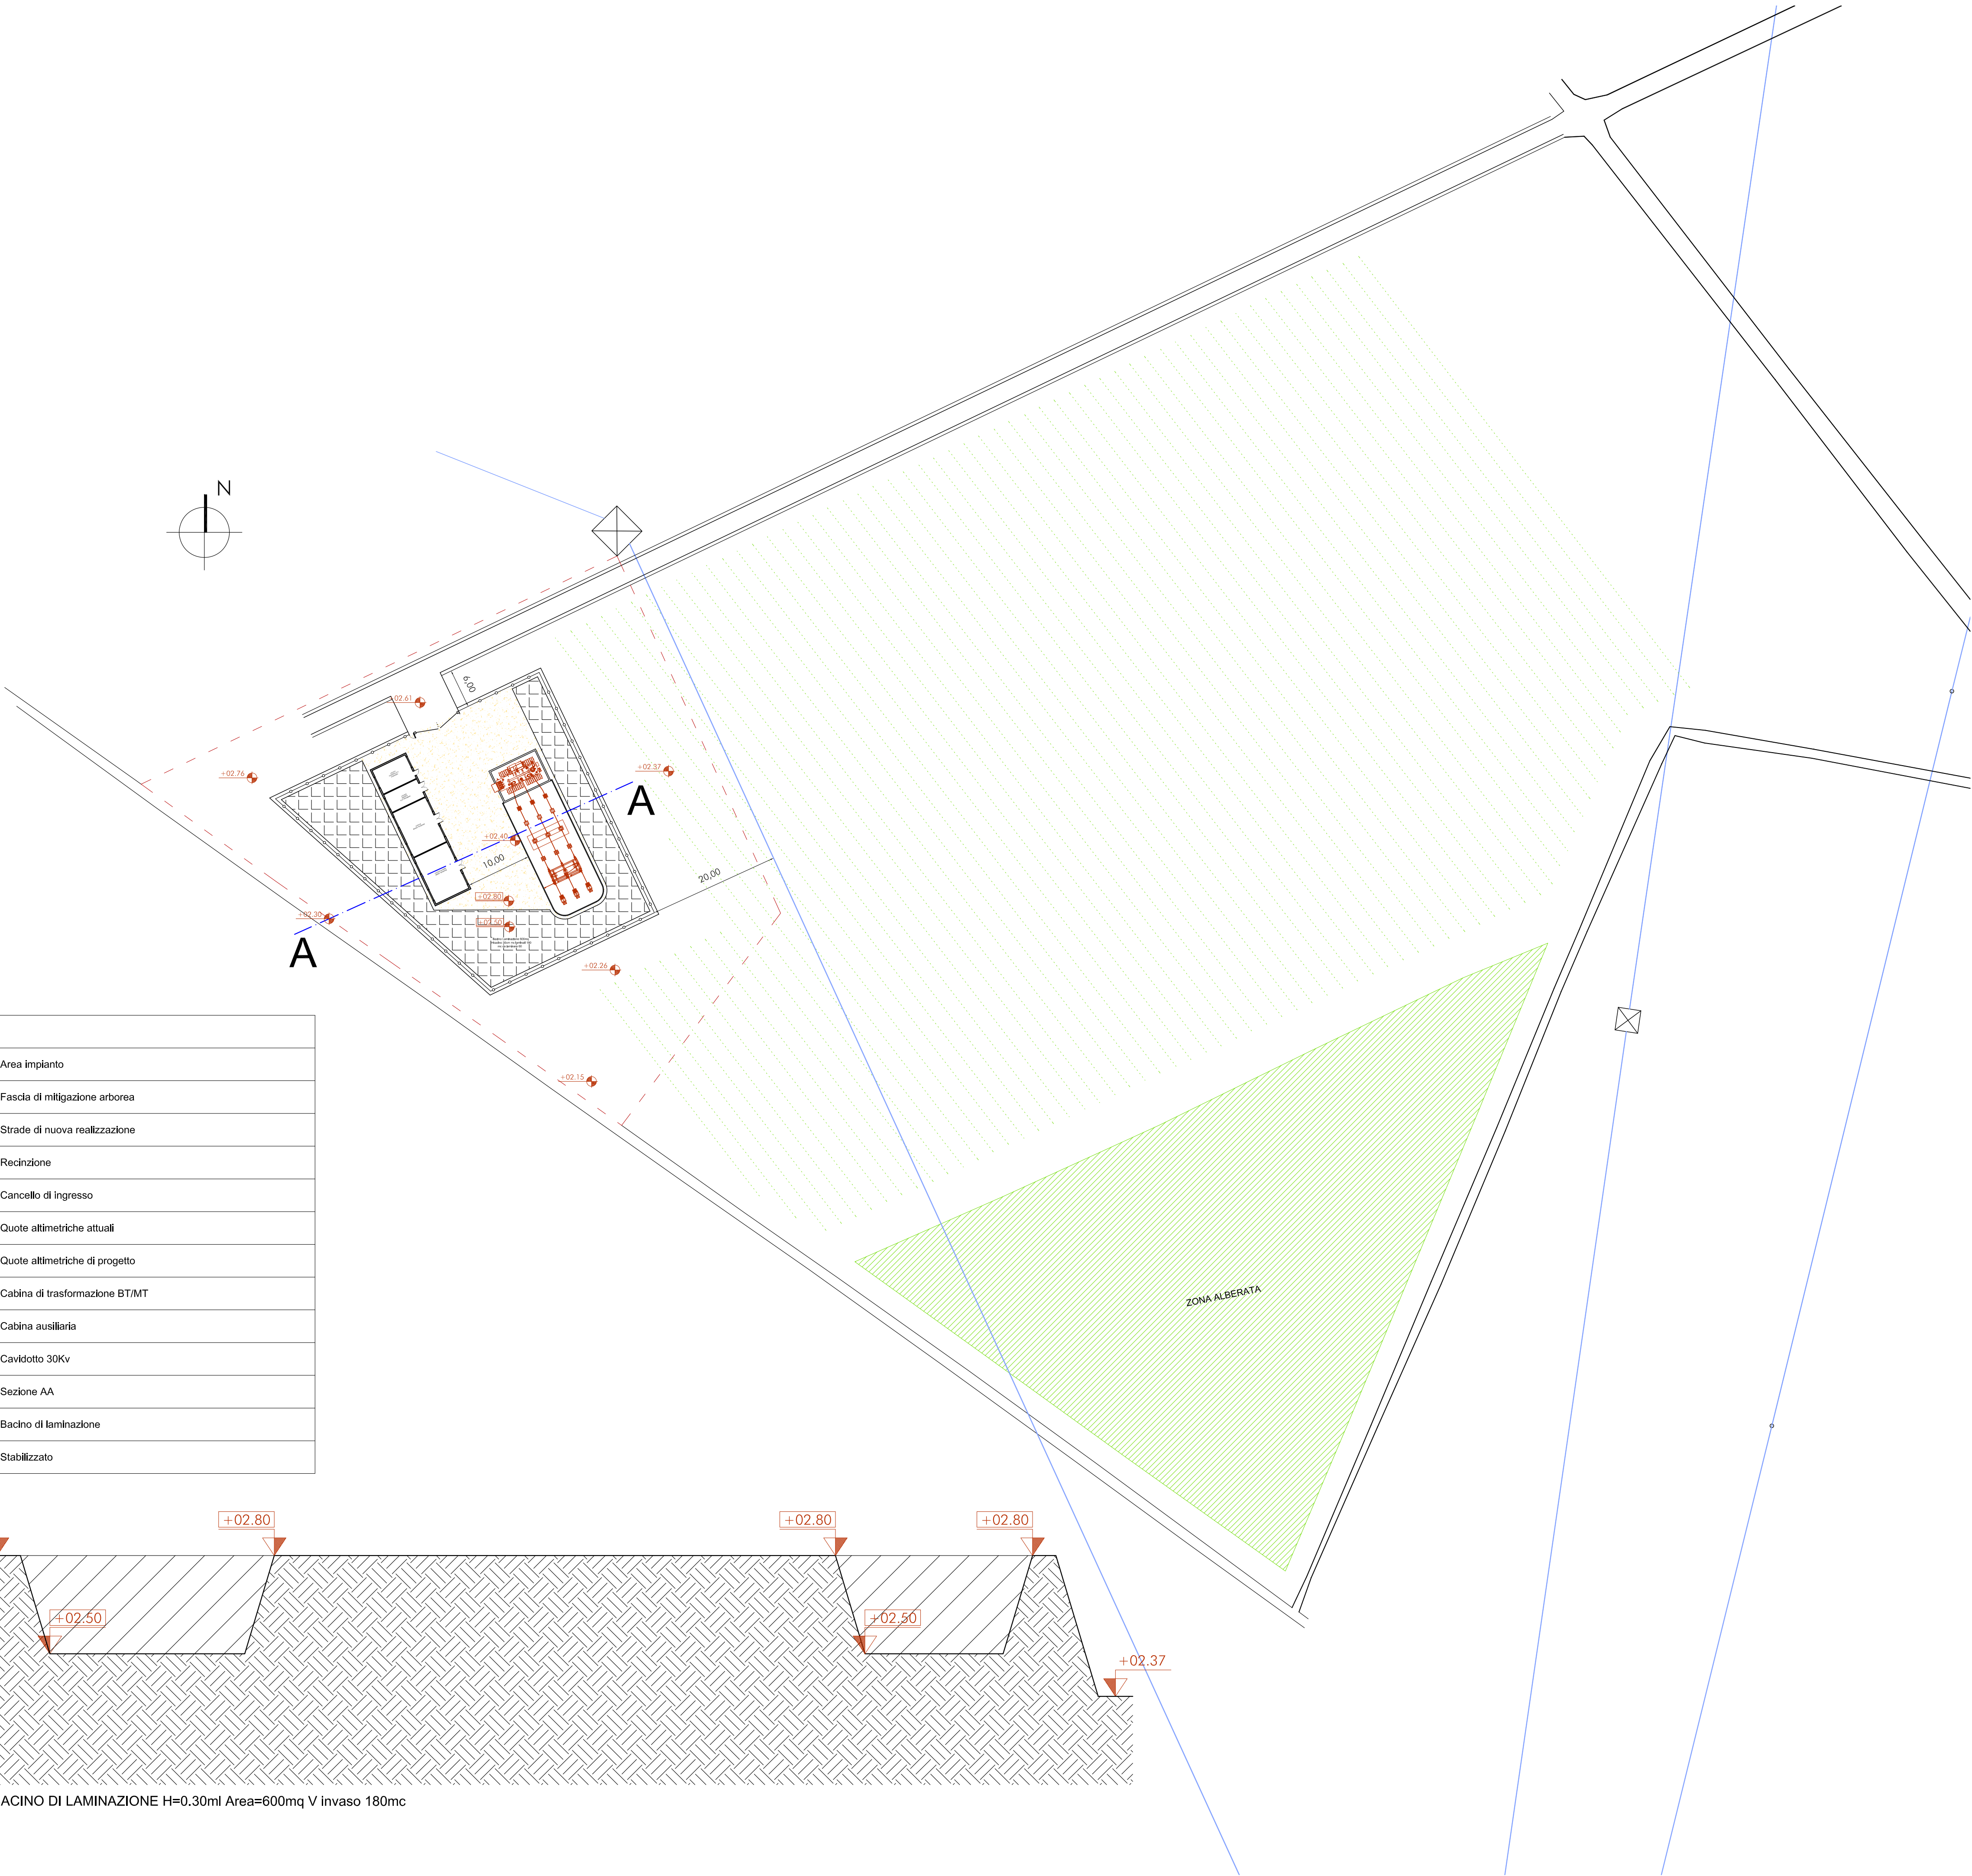 N
6,00
+02.61
+02.76
+02.37
A
+02.40
10,00
20,00
+02.80
+02.50
+02.30
A
+02.26
+02.15
Area impianto
Fascia di mitigazione arborea
Strade di nuova realizzazione
Recinzione
Cancello di ingresso
Quote altimetriche attuali
Quote altimetriche di progetto
Cabina di trasformazione BT/MT
Cabina ausiliaria
Cavidotto 30Kv
Sezione AA
Bacino di laminazione
Stabilizzato
ZONA ALBERATA
+02.80
+02.80
+02.80
+02.50
+02.50
+02.37
ACINO DI LAMINAZIONE H=0.30ml Area=600mq V invaso 180mc